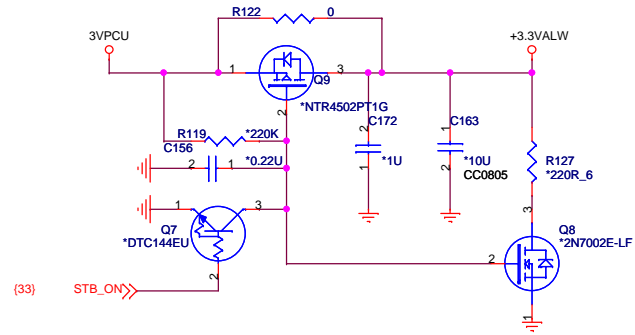 R122 0
3VPCU
+3.3VALW
1 3
Q9
*NTR4502PT1G
2
C172
2
1
*1U
C163
1
2
*10U
CC0805
R119 *220K
C156
2 1
*0.22U
R127
*220R_6
1 3
Q7
*DTC144EU
2
3
Q8
*2N7002E-LF
2
1
{33} STB_ON